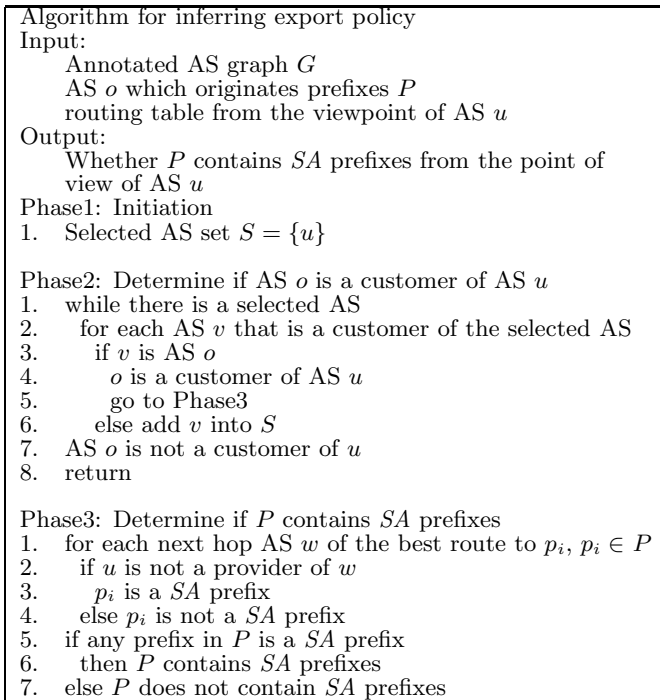 Algorithm for inferring export policy
Input:
Annotated AS graph G
AS o which originates prefixes P
routing table from the viewpoint of AS u
Output:
Whether P contains SA prefixes from the point of
view of AS u
Phase1: Initiation
1. Selected AS set S = {u}
Phase2: Determine if AS o is a customer of AS u
1. while there is a selected AS
2. for each AS v that is a customer of the selected AS
3. if v is AS o
4. o is a customer of AS u
5. go to Phase3
6. else add v into S
7. AS o is not a customer of u
8. return
Phase3: Determine if P contains SA prefixes
1. for each next hop AS w of the best route to pᵢ, pᵢ ∈ P
2. if u is not a provider of w
3. pᵢ is a SA prefix
4. else pᵢ is not a SA prefix
5. if any prefix in P is a SA prefix
6. then P contains SA prefixes
7. else P does not contain SA prefixes